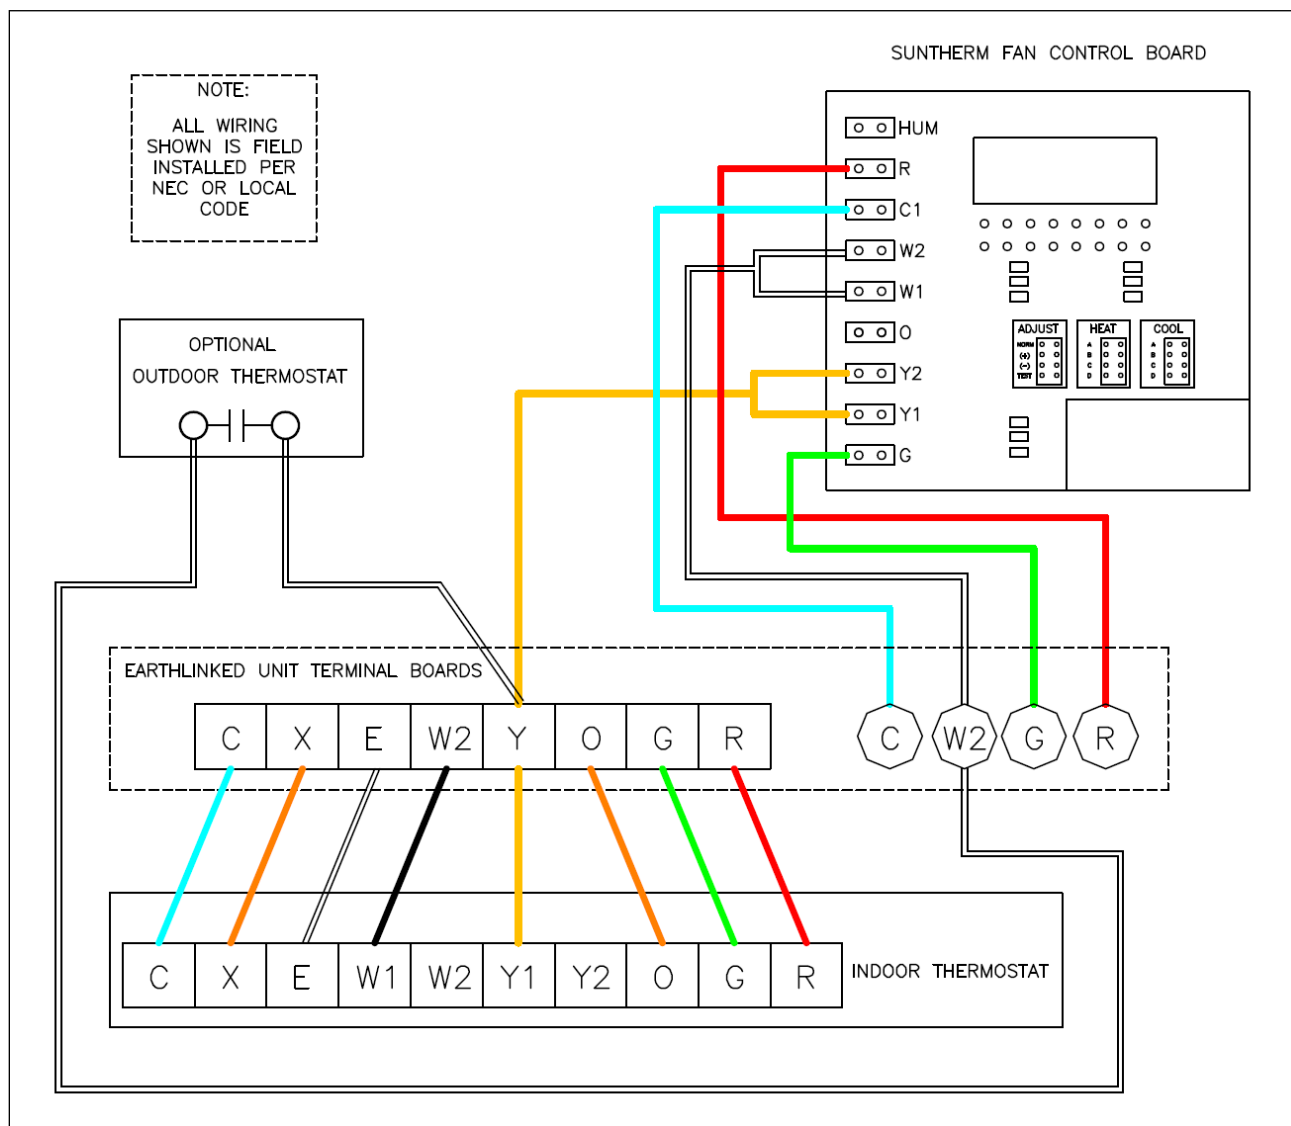 SUNTHERM FAN CONTROL BOARD
NOTE:
ALL WIRING
SHOWN IS FIELD
INSTALLED PER
NEC OR LOCAL
CODE
HUM
R
C1
W2
W1
O
Y2
Y1
G
ADJUST
NORM
(+)
(-)
TEST
HEAT
A
B
C
D
COOL
A
B
C
D
OPTIONAL
OUTDOOR THERMOSTAT
EARTHLINKED UNIT TERMINAL BOARDS
C X E W2 Y O G R
C W2 G R
C X E W1 W2 Y1 Y2 O G R
INDOOR THERMOSTAT